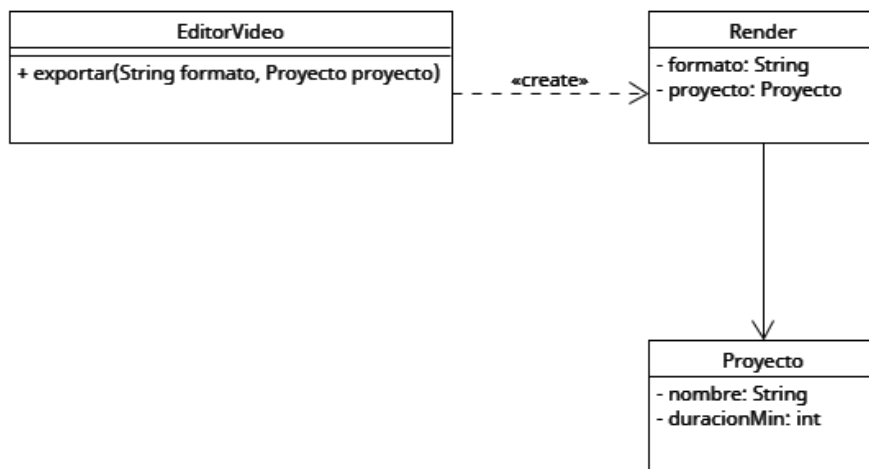 EditorVideo
+ exportar(String formato, Proyecto proyecto)
«create»
Render
- formato: String
- proyecto: Proyecto
Proyecto
- nombre: String
- duracionMin: int